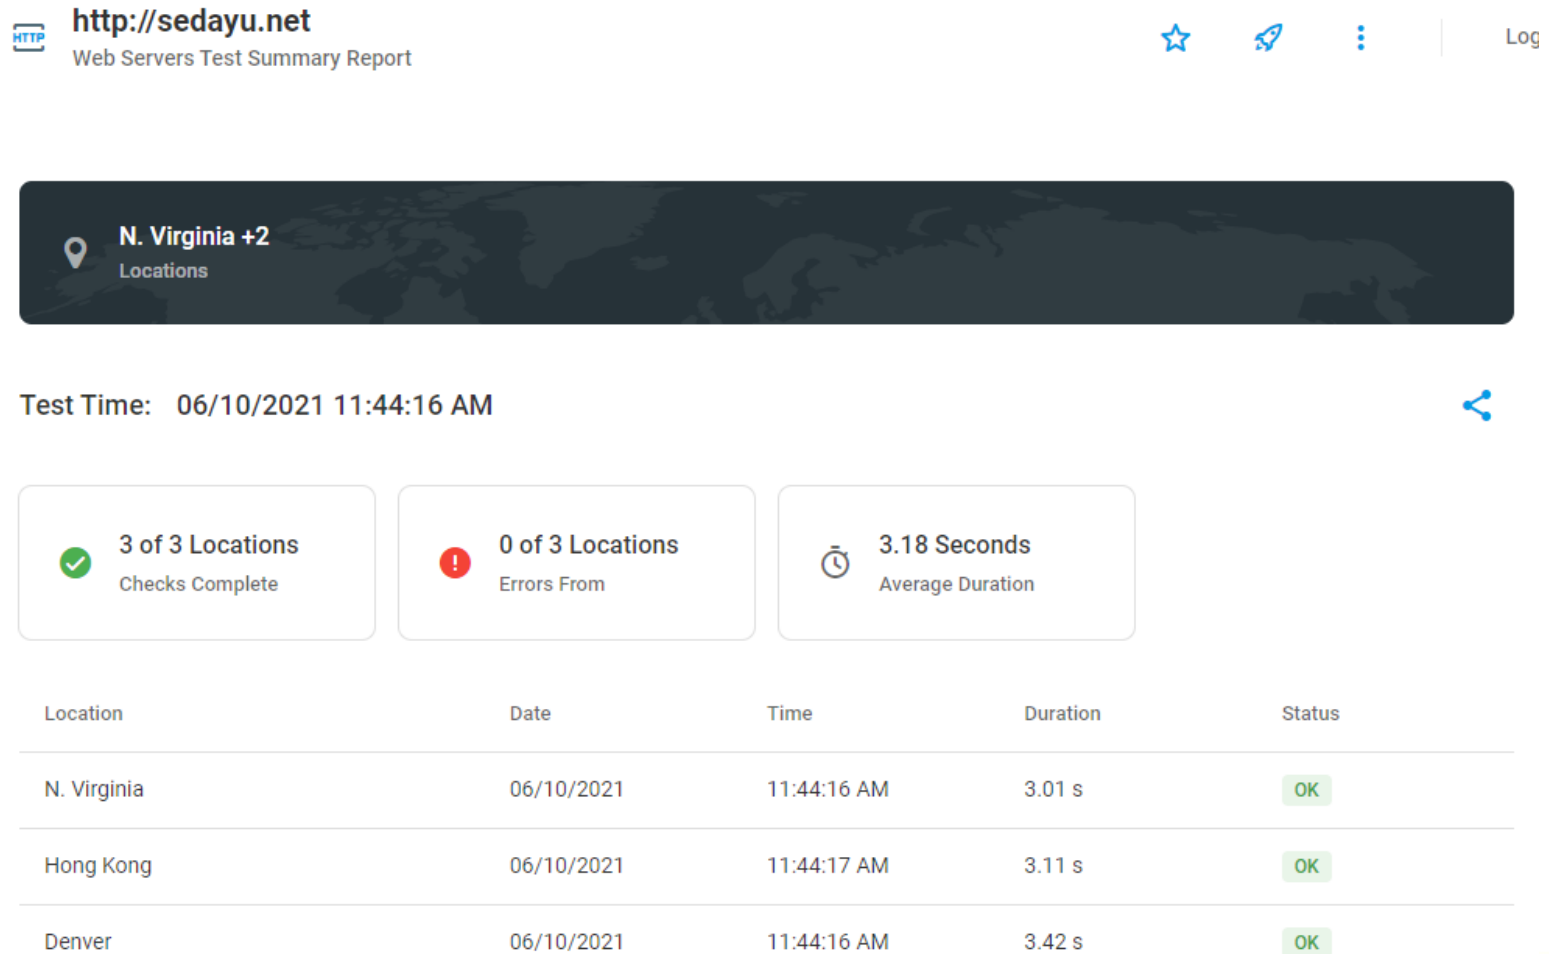 HTTP
http://sedayu.net
Web Servers Test Summary Report
Log
N. Virginia +2
Locations
Test Time: 06/10/2021 11:44:16 AM
3 of 3 Locations
Checks Complete
0 of 3 Locations
Errors From
3.18 Seconds
Average Duration
Location Date Time Duration Status
N. Virginia 06/10/2021 11:44:16 AM 3.01 s OK
Hong Kong 06/10/2021 11:44:17 AM 3.11 s OK
Denver 06/10/2021 11:44:16 AM 3.42 s OK